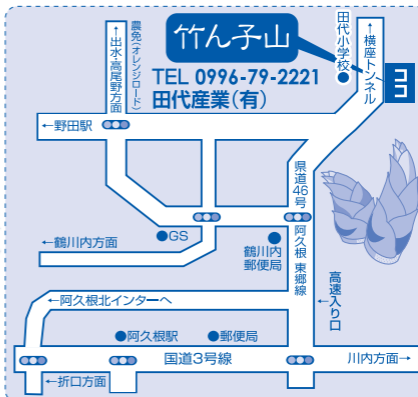 竹ん子山
TEL 0996-79-2221
田代産業(有)
田代小学校
↑横座トンネル
ココ
農免(オレンジロード)
↑出水・高尾野方面
←野田駅
県道46号
阿久根 東郷線
←鶴川内方面
GS
鶴川内
郵便局
←高速入り口
←阿久根北インターへ
阿久根駅
郵便局
国道3号線
川内方面→
←折口方面